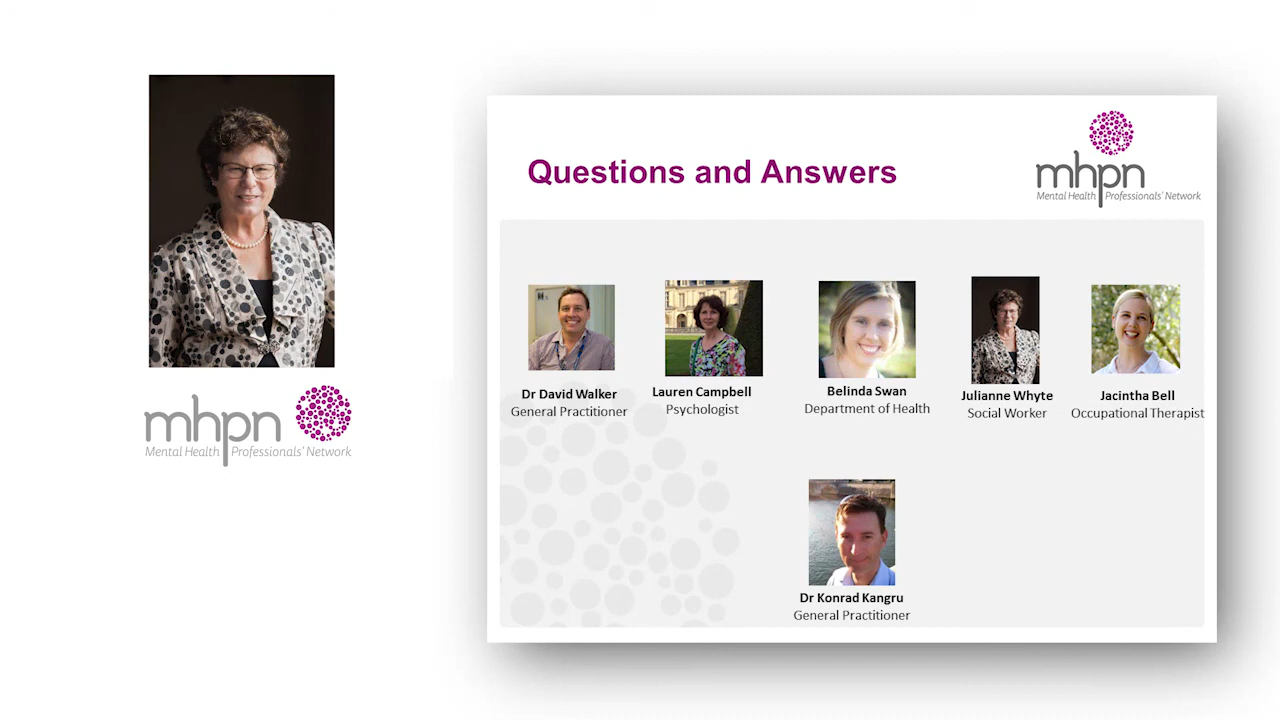 mhpn
Mental Health Professionals' Network
Questions and Answers
mhpn
Mental Health Professionals' Network
Dr David Walker
General Practitioner
Lauren Campbell
Psychologist
Belinda Swan
Department of Health
Julianne Whyte
Social Worker
Jacintha Bell
Occupational Therapist
Dr Konrad Kangru
General Practitioner